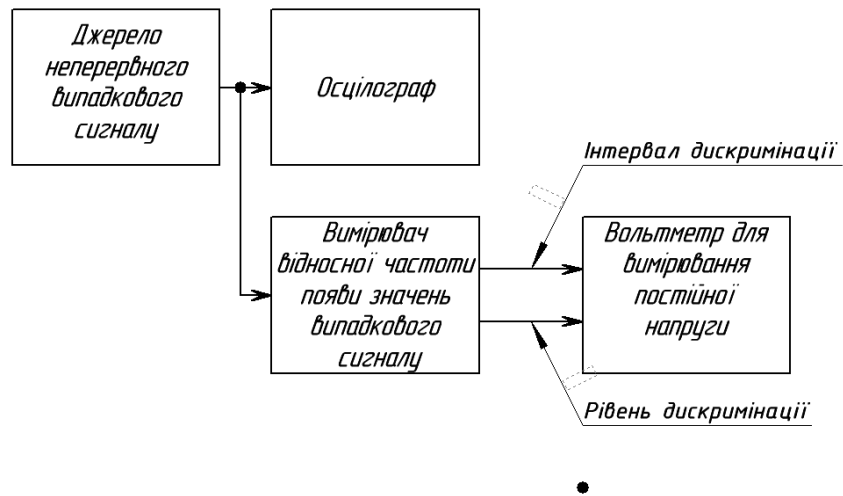 Джерело
неперервного
випадкового
сигналу
Осцілограф
Інтервал дискримінації
Вимірювач
відносної частоти
появи значень
випадкового
сигналу
Вольтметр для
вимірювання
постійної
напруги
Рівень дискримінації